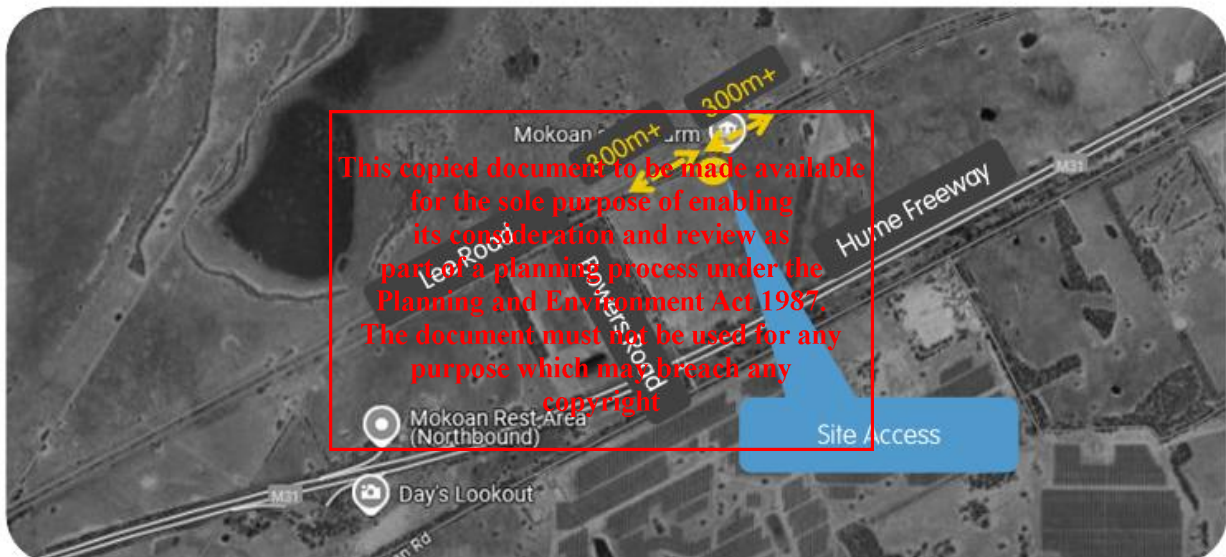 300m+
300m+
Mokoan
This copied document to be made available
for the sole purpose of enabling
its consideration and review as
part of a planning process under the
Planning and Environment Act 1987.
The document must not be used for any
purpose which may breach any
copyright
M31
Hume Freeway
Road
Bowers Road
Mokoan Rest Area
(Northbound)
Site Access
M31
Day's Lookout
Rd